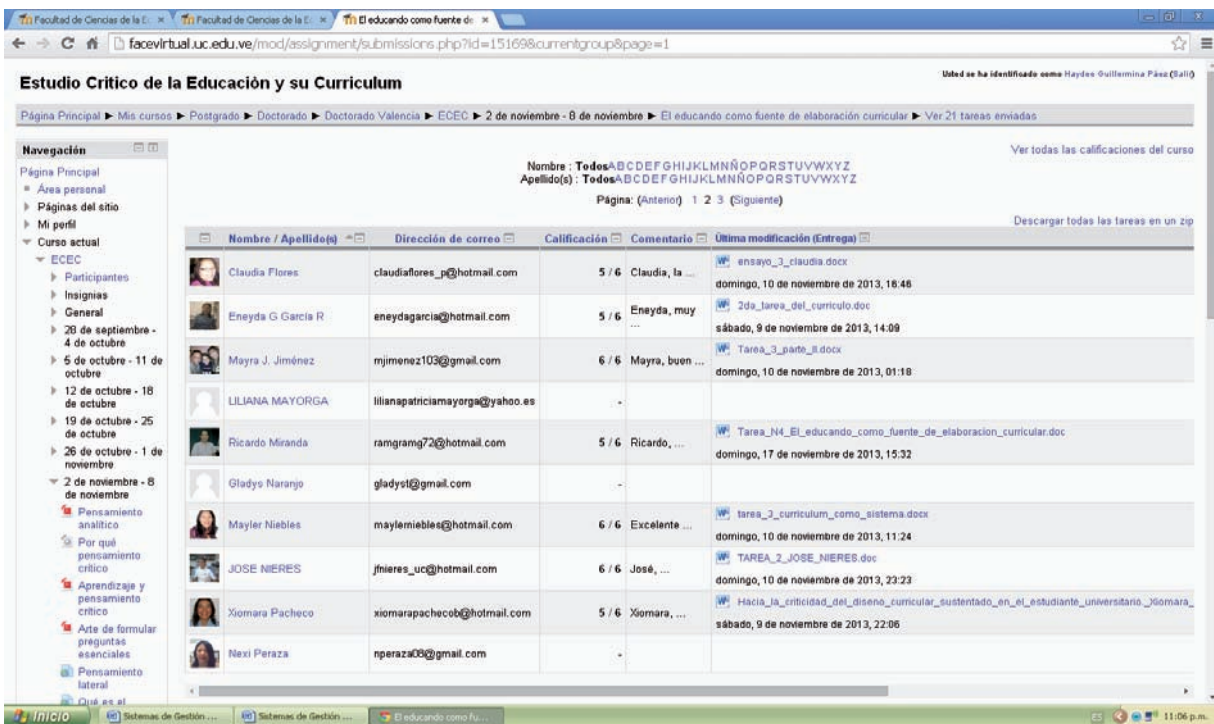 Facultad de Ciencias de la E
Facultad de Ciencias de la E
El educando como fuente de
facevirtual.uc.edu.ve/mod/assignment/submissions.php?id=15169&currentgroup&page=1
Estudio Critico de la Educación y su Curriculum
Usted se ha identificado como Haydee Guillermina Páez (Salir)
Página Principal ► Mis cursos ► Postgrado ► Doctorado ► Doctorado Valencia ► ECEC ► 2 de noviembre - 8 de noviembre ► El educando como fuente de elaboración curricular ► Ver 21 tareas enviadas
Navegación
Página Principal
Área personal
Páginas del sitio
Mi perfil
Curso actual
ECEC
Participantes
Insignias
General
28 de septiembre -
4 de octubre
5 de octubre - 11 de
octubre
12 de octubre - 18
de octubre
19 de octubre - 25
de octubre
26 de octubre - 1 de
noviembre
2 de noviembre - 8
de noviembre
Pensamiento
analítico
Por qué
pensamiento
crítico
Aprendizaje y
pensamiento
crítico
Arte de formular
preguntas
esenciales
Pensamiento
lateral
Qué es el
Ver todas las calificaciones del curso
Nombre : Todos A B C D E F G H I J K L M N Ñ O P Q R S T U V W X Y Z
Apellido(s) : Todos A B C D E F G H I J K L M N Ñ O P Q R S T U V W X Y Z
Página: (Anterior) 1 2 3 (Siguiente)
Descargar todas las tareas en un zip
Nombre / Apellido(s) Dirección de correo Calificación Comentario Última modificación (Entrega)
Claudia Flores claudiaflores_p@hotmail.com 5 / 6 Claudia, la ... ensayo_3_claudia.docx
domingo, 10 de noviembre de 2013, 16:46
Eneyda G García R eneydagarcia@hotmail.com 5 / 6 Eneyda, muy ... 2da_tarea_del_curriculo.doc
sábado, 9 de noviembre de 2013, 14:09
Mayra J. Jiménez mjimenez103@gmail.com 6 / 6 Mayra, buen ... Tarea_3_parte_II.docx
domingo, 10 de noviembre de 2013, 01:18
LILIANA MAYORGA lilianapatriciamayorga@yahoo.es -
Ricardo Miranda ramgramg72@hotmail.com 5 / 6 Ricardo, ... Tarea_N4_El_educando_como_fuente_de_elaboracion_curricular.doc
domingo, 17 de noviembre de 2013, 15:32
Gladys Naranjo gladyst@gmail.com -
Mayler Niebles maylerniebles@hotmail.com 6 / 6 Excelente ... tarea_3_curriculum_como_sistema.docx
domingo, 10 de noviembre de 2013, 11:24
JOSE NIERES jfnieres_uc@hotmail.com 6 / 6 José, ... TAREA_2_JOSE_NIERES.doc
domingo, 10 de noviembre de 2013, 23:23
Xiomara Pacheco xiomarapachecob@hotmail.com 5 / 6 Xiomara, ... Hacia_la_criticidad_del_diseno_curricular_sustentado_en_el_estudiante_universitario._Xiomara_
sábado, 9 de noviembre de 2013, 22:06
Nexi Peraza nperaza08@gmail.com -
Inicio
Sistemas de Gestión ...
Sistemas de Gestión ...
El educando como fu...
ES
11:06 p.m.